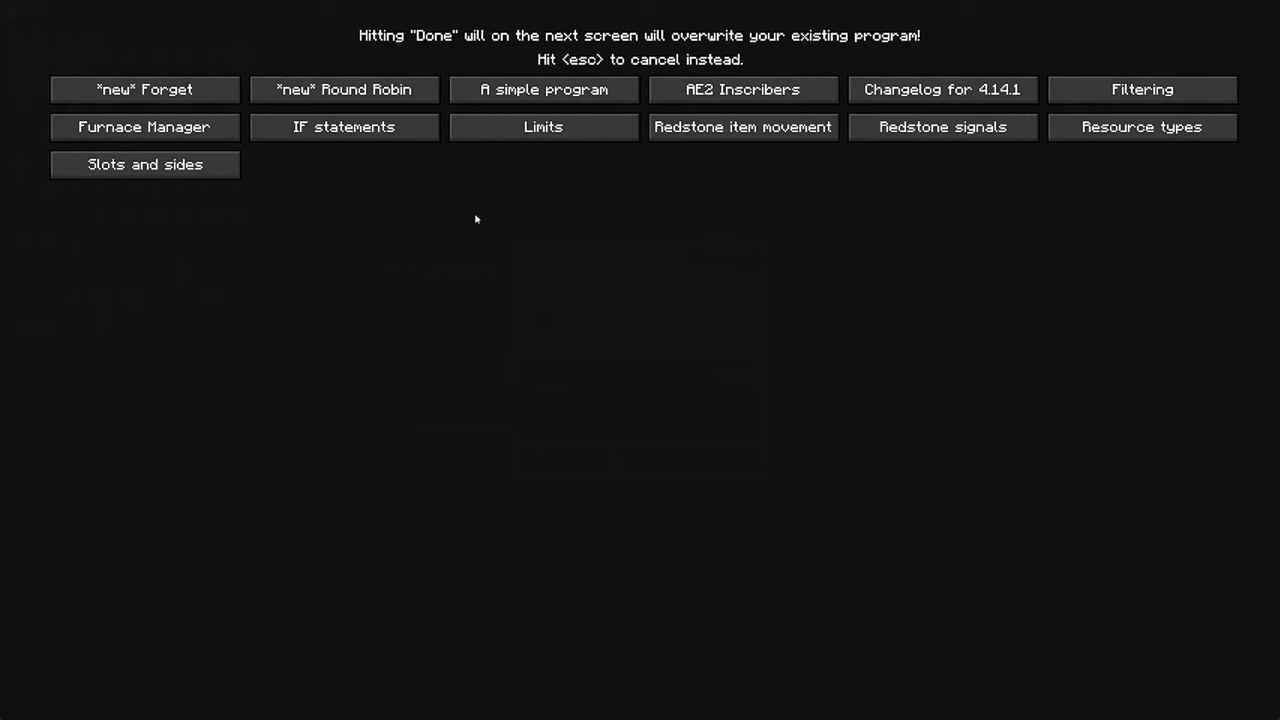 Hitting "Done" will on the next screen will overwrite your existing program!
Hit <esc> to cancel instead.
*new* Forget
*new* Round Robin
A simple program
AE2 Inscribers
Changelog for 4.14.1
Filtering
Furnace Manager
IF statements
Limits
Redstone item movement
Redstone signals
Resource types
Slots and sides